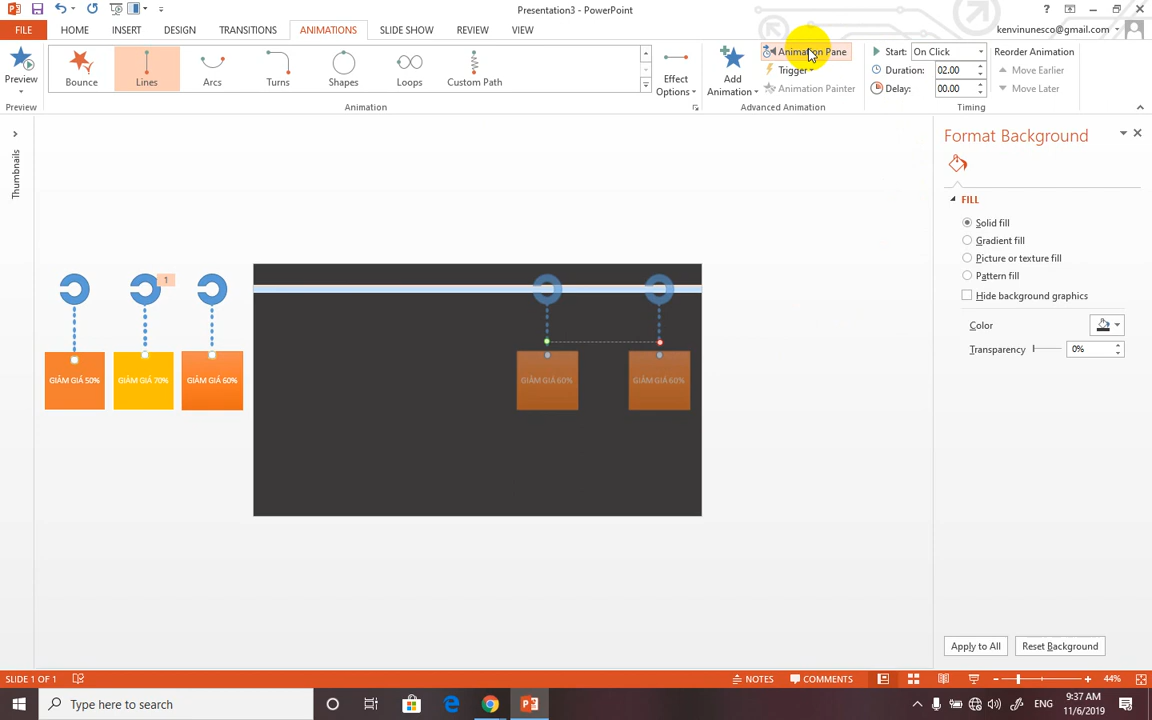 Presentation3 - PowerPoint
FILE
HOME
INSERT
DESIGN
TRANSITIONS
ANIMATIONS
SLIDE SHOW
REVIEW
VIEW
kenvinunesco@gmail.com
Preview
Bounce
Lines
Arcs
Turns
Shapes
Loops
Custom Path
Effect
Options
Add
Animation
Animation Pane
Trigger
Animation Painter
Start:
On Click
Duration:
02.00
Delay:
00.00
Reorder Animation
Move Earlier
Move Later
Preview
Animation
Advanced Animation
Timing
Thumbnails
1
GIẢM GIÁ 50%
GIẢM GIÁ 70%
GIẢM GIÁ 60%
GIẢM GIÁ 60%
GIẢM GIÁ 60%
Format Background
FILL
Solid fill
Gradient fill
Picture or texture fill
Pattern fill
Hide background graphics
Color
Transparency
0%
Apply to All
Reset Background
SLIDE 1 OF 1
NOTES
COMMENTS
44%
Type here to search
ENG
9:37 AM
11/6/2019